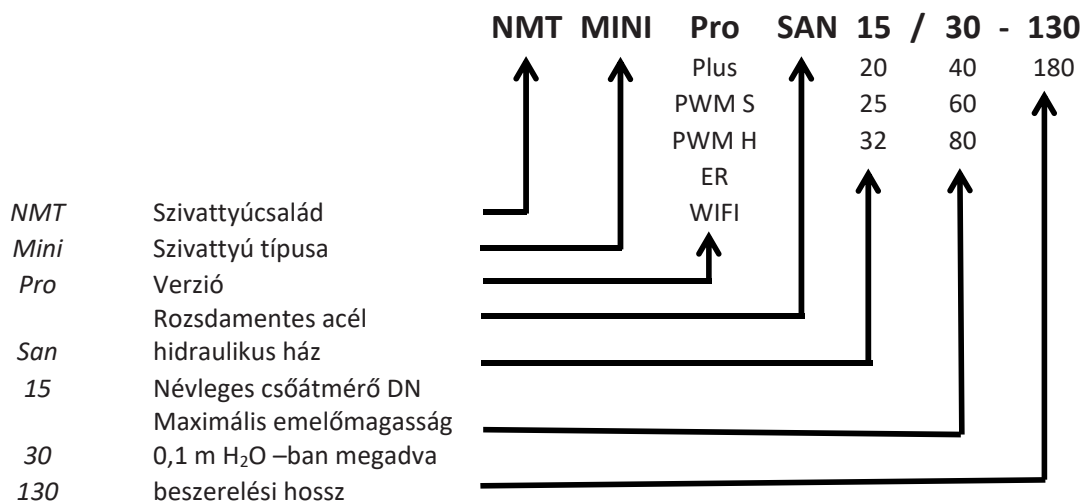 NMT MINI Pro SAN 15 / 30 - 130
Plus 20 40 180
PWM S 25 60
PWM H 32 80
ER
WIFI
NMT Szivattyúcsalád
Mini Szivattyú típusa
Pro Verzió
Rozsdamentes acél
San hidraulikus ház
15 Névleges csőátmérő DN
Maximális emelőmagasság
30 0,1 m H₂O –ban megadva
130 beszerelési hossz